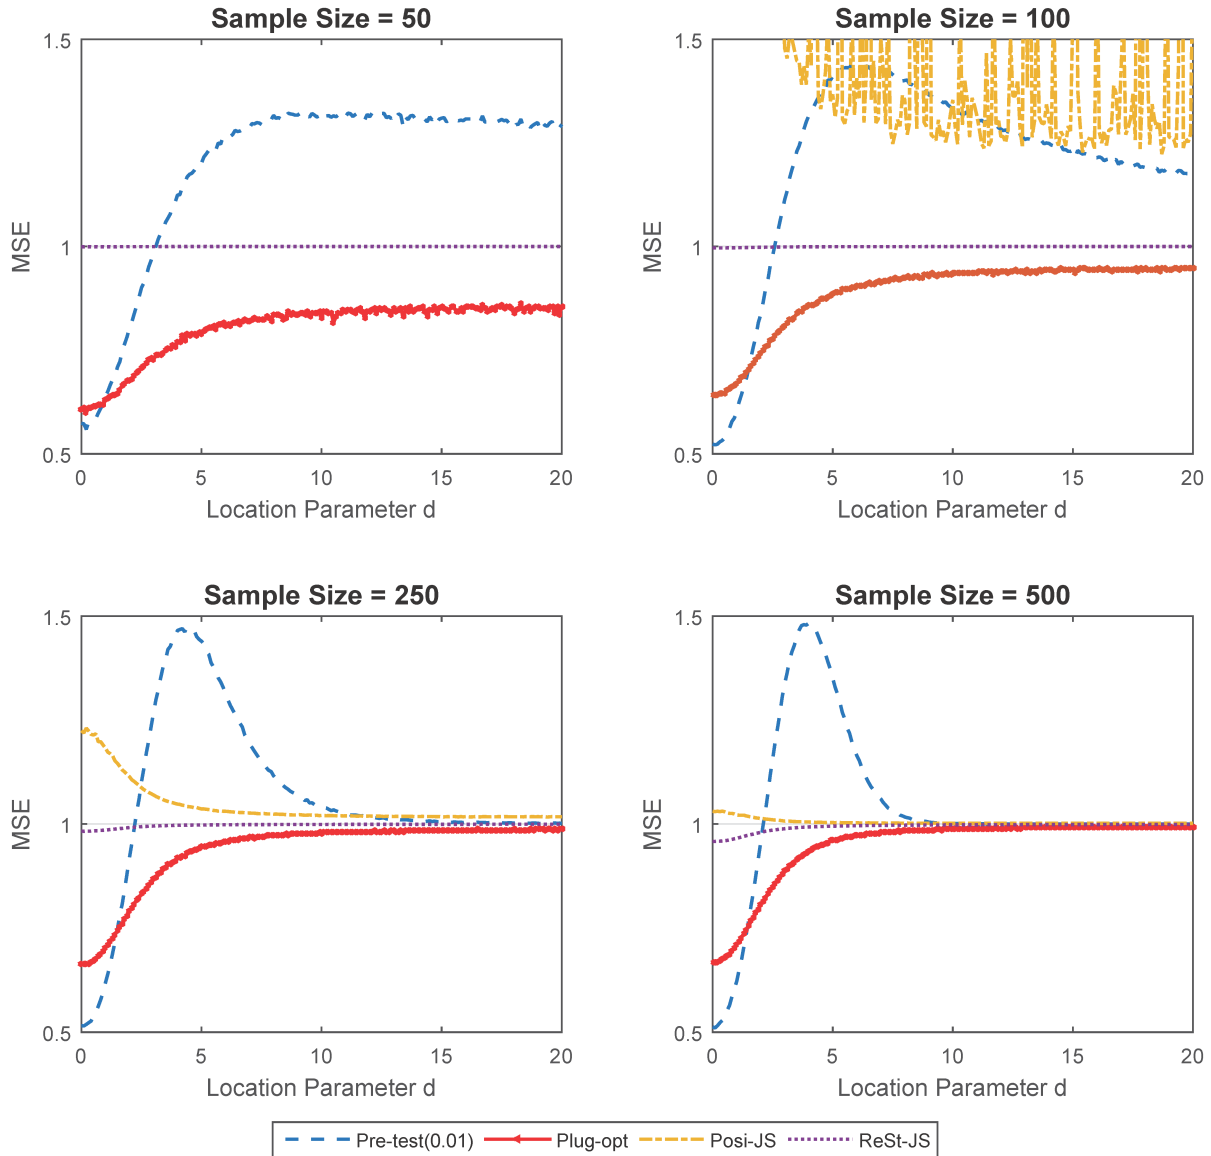 Sample Size = 50
1.5
1
0.5
MSE
0 5 10 15 20
Location Parameter d
Sample Size = 100
1.5
1
0.5
MSE
0 5 10 15 20
Location Parameter d
Sample Size = 250
1.5
1
0.5
MSE
0 5 10 15 20
Location Parameter d
Sample Size = 500
1.5
1
0.5
MSE
0 5 10 15 20
Location Parameter d
Pre-test(0.01) Plug-opt Posi-JS ReSt-JS